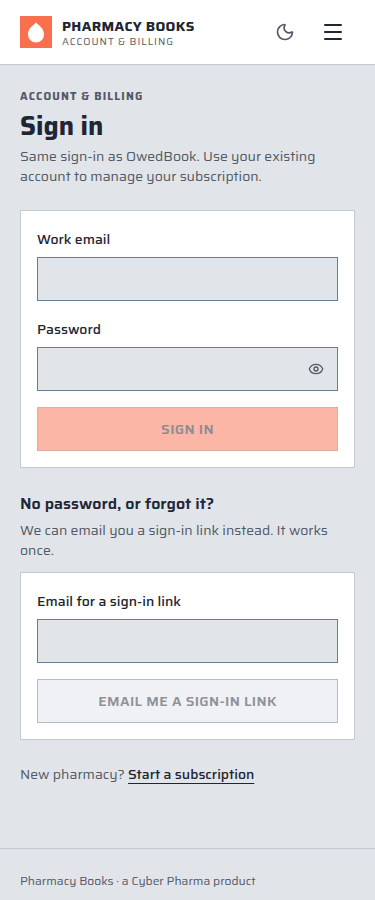 PHARMACY BOOKS
ACCOUNT & BILLING
ACCOUNT & BILLING
Sign in
Same sign-in as OwedBook. Use your existing
account to manage your subscription.
Work email
Password
SIGN IN
No password, or forgot it?
We can email you a sign-in link instead. It works
once.
Email for a sign-in link
EMAIL ME A SIGN-IN LINK
New pharmacy? Start a subscription
Pharmacy Books · a Cyber Pharma product